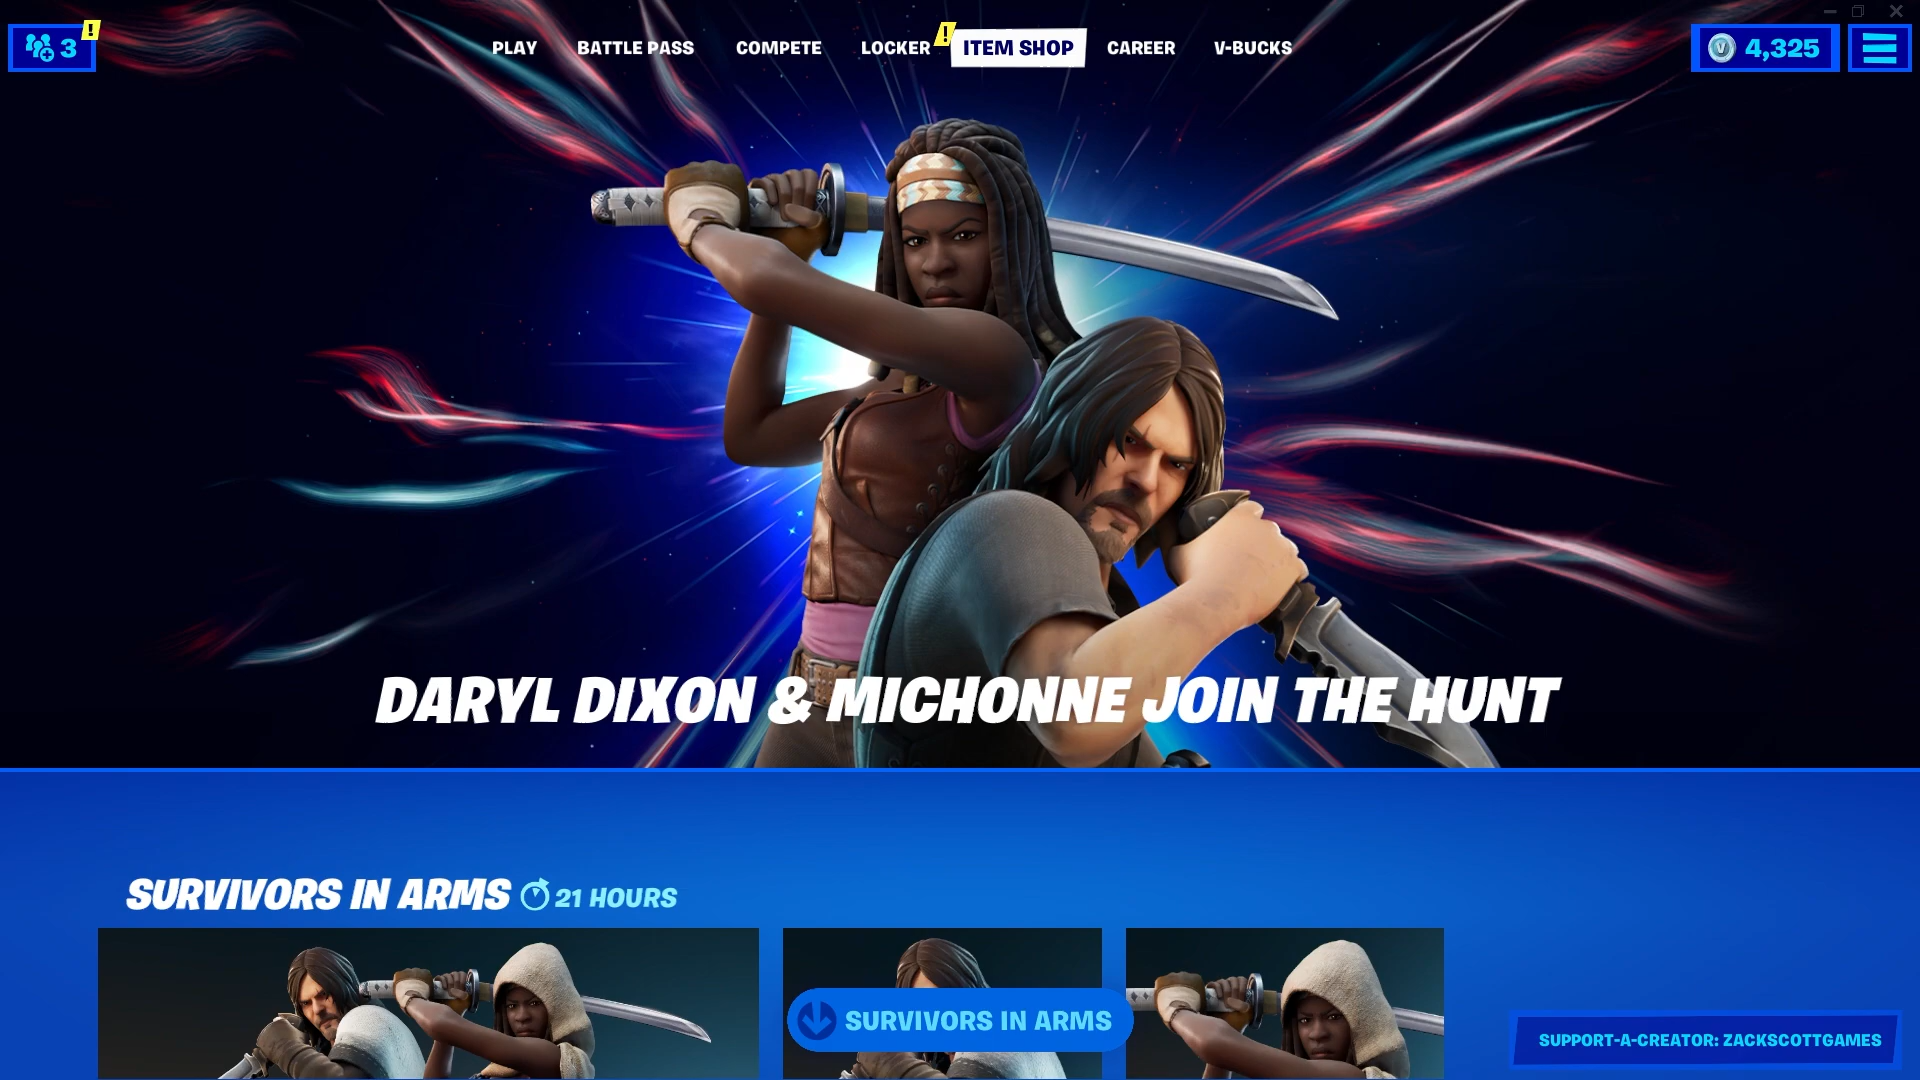 3
!
PLAY
BATTLE PASS
COMPETE
LOCKER
!
ITEM SHOP
CAREER
V-BUCKS
V
4,325
DARYL DIXON & MICHONNE JOIN THE HUNT
SURVIVORS IN ARMS
21 HOURS
SURVIVORS IN ARMS
SUPPORT-A-CREATOR: ZACKSCOTTGAMES